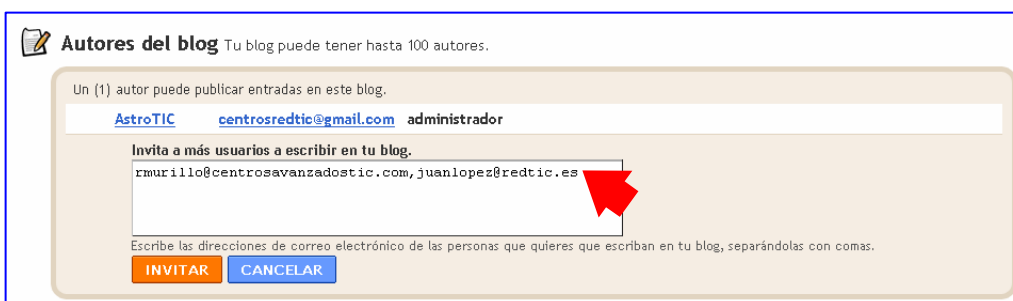 Autores del blog Tu blog puede tener hasta 100 autores.
Un (1) autor puede publicar entradas en este blog.
AstroTIC centrosredtic@gmail.com administrador
Invita a más usuarios a escribir en tu blog.
rmurillo@centrosavanzadostic.com,juanlopez@redtic.es
Escribe las direcciones de correo electrónico de las personas que quieres que escriban en tu blog, separándolas con comas.
INVITAR CANCELAR